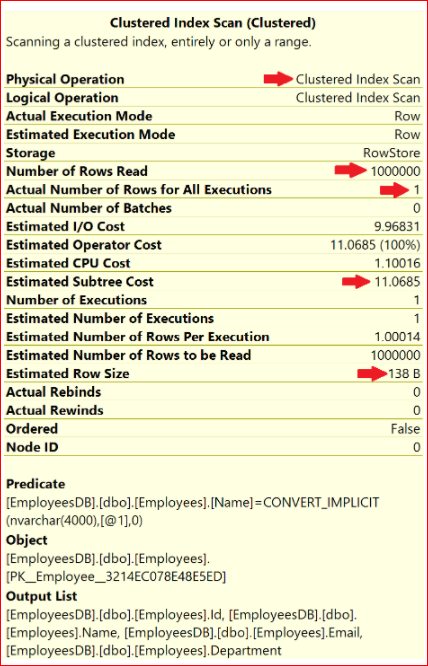 Clustered Index Scan (Clustered)
Scanning a clustered index, entirely or only a range.
Physical Operation Clustered Index Scan
Logical Operation Clustered Index Scan
Actual Execution Mode Row
Estimated Execution Mode Row
Storage RowStore
Number of Rows Read 1000000
Actual Number of Rows for All Executions 1
Actual Number of Batches 0
Estimated I/O Cost 9.96831
Estimated Operator Cost 11.0685 (100%)
Estimated CPU Cost 1.10016
Estimated Subtree Cost 11.0685
Number of Executions 1
Estimated Number of Executions 1
Estimated Number of Rows Per Execution 1.00014
Estimated Number of Rows to be Read 1000000
Estimated Row Size 138 B
Actual Rebinds 0
Actual Rewinds 0
Ordered False
Node ID 0
Predicate
[EmployeesDB].[dbo].[Employees].[Name]=CONVERT_IMPLICIT
(nvarchar(4000),[@1],0)
Object
[EmployeesDB].[dbo].[Employees].
[PK__Employee__3214EC078E48E5ED]
Output List
[EmployeesDB].[dbo].[Employees].Id, [EmployeesDB].[dbo].
[Employees].Name, [EmployeesDB].[dbo].[Employees].Email,
[EmployeesDB].[dbo].[Employees].Department